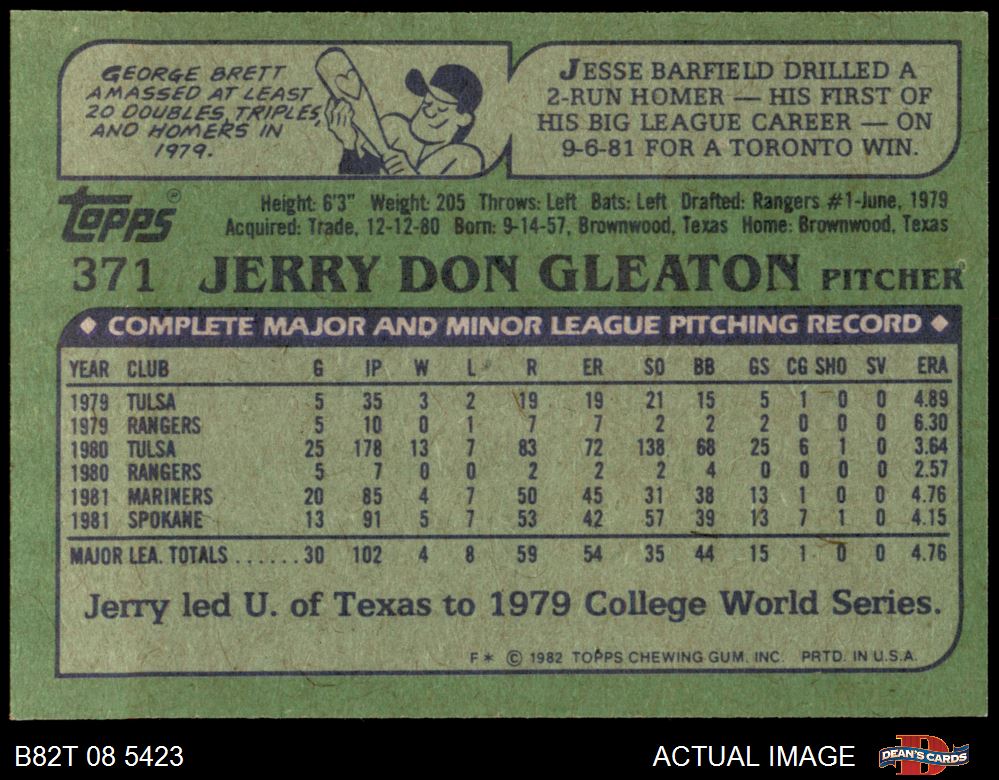 GEORGE BRETT
AMASSED AT LEAST
20 DOUBLES, TRIPLES,
AND HOMERS IN
1979.
JESSE BARFIELD DRILLED A
2-RUN HOMER — HIS FIRST OF
HIS BIG LEAGUE CAREER — ON
9-6-81 FOR A TORONTO WIN.
Topps®
Height: 6'3" Weight: 205 Throws: Left Bats: Left Drafted: Rangers #1-June, 1979
Acquired: Trade, 12-12-80 Born: 9-14-57, Brownwood, Texas Home: Brownwood, Texas
371 JERRY DON GLEATON PITCHER
◆ COMPLETE MAJOR AND MINOR LEAGUE PITCHING RECORD ◆
YEAR CLUB G IP W L R ER SO BB GS CG SHO SV ERA
1979 TULSA 5 35 3 2 19 19 21 15 5 1 0 0 4.89
1979 RANGERS 5 10 0 1 7 7 2 2 2 0 0 0 6.30
1980 TULSA 25 178 13 7 83 72 138 68 25 6 1 0 3.64
1980 RANGERS 5 7 0 0 2 2 2 4 0 0 0 0 2.57
1981 MARINERS 20 85 4 7 50 45 31 38 13 1 0 0 4.76
1981 SPOKANE 13 91 5 7 53 42 57 39 13 7 1 0 4.15
MAJOR LEA. TOTALS ...... 30 102 4 8 59 54 35 44 15 1 0 0 4.76
Jerry led U. of Texas to 1979 College World Series.
F* © 1982 TOPPS CHEWING GUM, INC. PRTD. IN U.S.A.
B82T 08 5423
ACTUAL IMAGE
D
DEAN'S CARDS